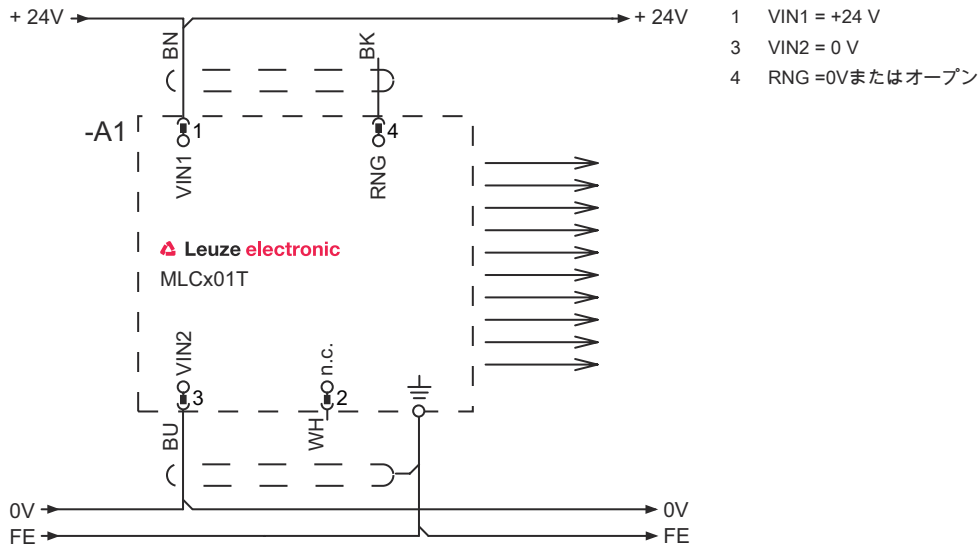 + 24V
+ 24V
1 VIN1 = +24 V
3 VIN2 = 0 V
4 RNG =0Vまたはオープン
BN
BK
-A1
1
4
VIN1
RNG
Leuze electronic
MLCx01T
VIN2
n.c.
3
2
BU
WH
0V
0V
FE
FE